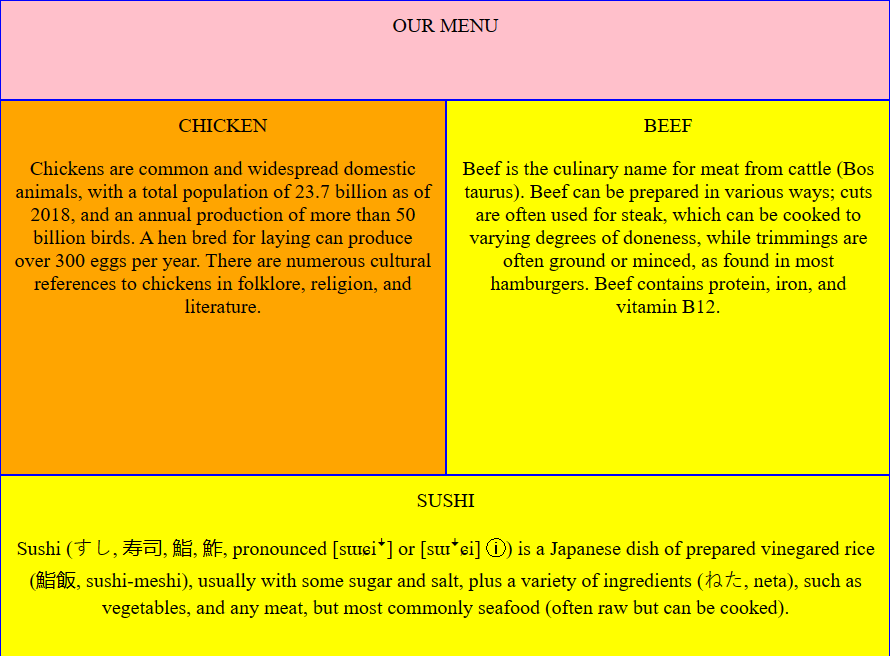 OUR MENU
CHICKEN
Chickens are common and widespread domestic
animals, with a total population of 23.7 billion as of
2018, and an annual production of more than 50
billion birds. A hen bred for laying can produce
over 300 eggs per year. There are numerous cultural
references to chickens in folklore, religion, and
literature.
BEEF
Beef is the culinary name for meat from cattle (Bos
taurus). Beef can be prepared in various ways; cuts
are often used for steak, which can be cooked to
varying degrees of doneness, while trimmings are
often ground or minced, as found in most
hamburgers. Beef contains protein, iron, and
vitamin B12.
SUSHI
Sushi (すし, 寿司, 鮨, 鮓, pronounced [sɯɕiꜜ] or [sɯꜜɕi] ⓘ) is a Japanese dish of prepared vinegared rice
(鮨飯, sushi-meshi), usually with some sugar and salt, plus a variety of ingredients (ねた, neta), such as
vegetables, and any meat, but most commonly seafood (often raw but can be cooked).